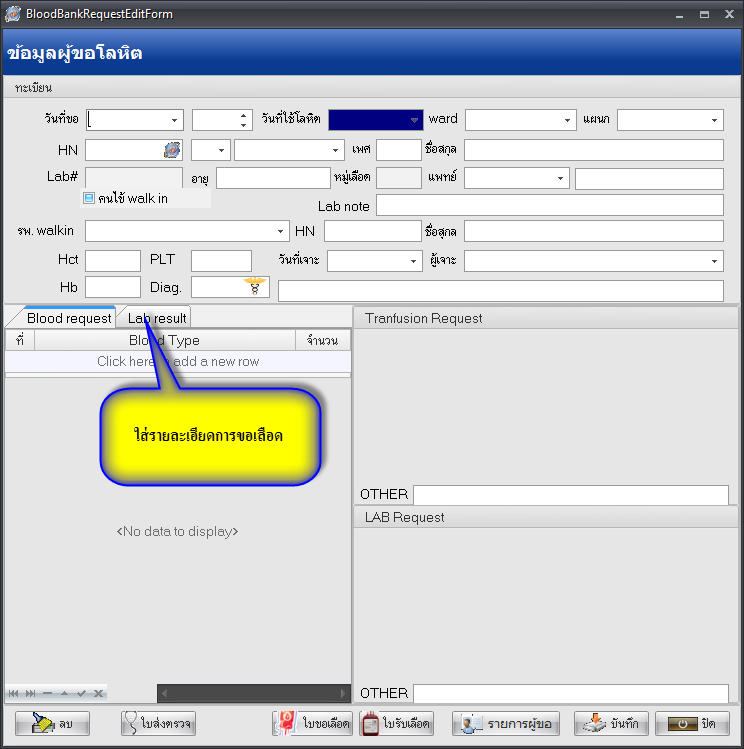 BloodBankRequestEditForm
ข้อมูลผู้ขอโลหิต
ทะเบียน
วันที่ขอ วันที่ใช้โลหิต ward แผนก
HN เพศ ชื่อสกุล
Lab# อายุ หมู่เลือด แพทย์
คนไข้ walk in
Lab note
รพ. walkin HN ชื่อสุกล
Hct PLT วันที่เจาะ ผู้เจาะ
Hb Diag.
Blood request Lab result
ที่ Blood Type จำนวน
Click here to add a new row
ใส่รายละเอียดการขอเลือด
<No data to display>
Tranfusion Request
OTHER
LAB Request
OTHER
ลบ ใบส่งตรวจ ใบขอเลือด ใบรับเลือด รายการผู้ขอ บันทึก ปิด